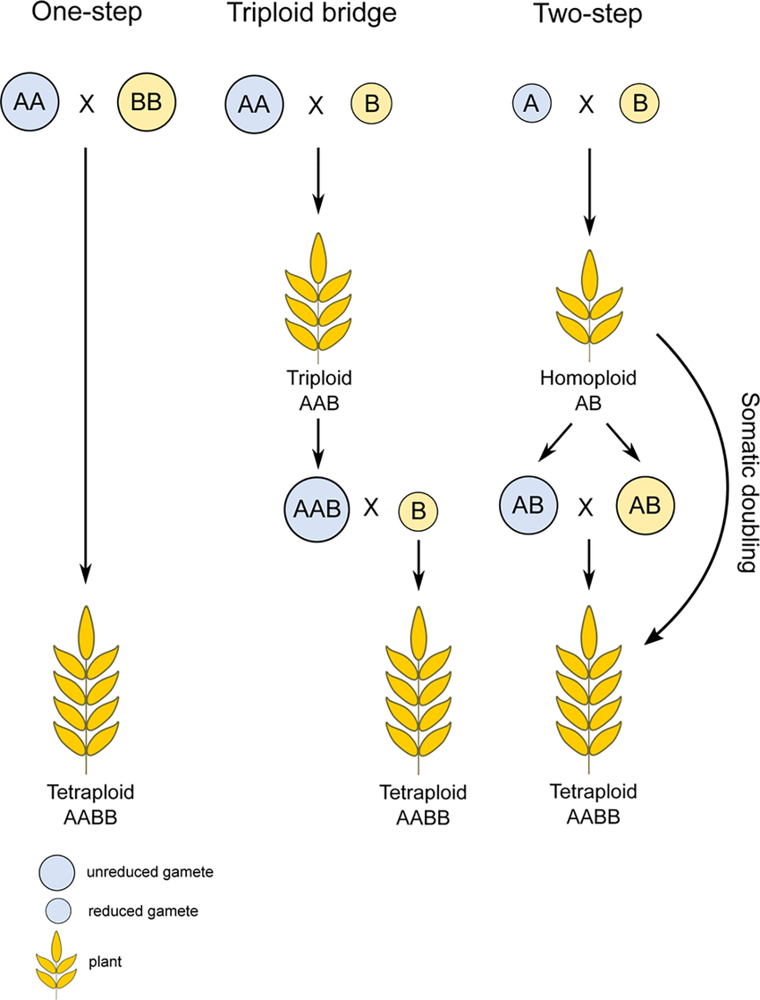 One-step
Triploid bridge
Two-step
AA X BB
AA X B
A X B
Triploid
AAB
Homoploid
AB
AAB X B
AB X AB
Somatic doubling
Tetraploid
AABB
Tetraploid
AABB
Tetraploid
AABB
unreduced gamete
reduced gamete
plant